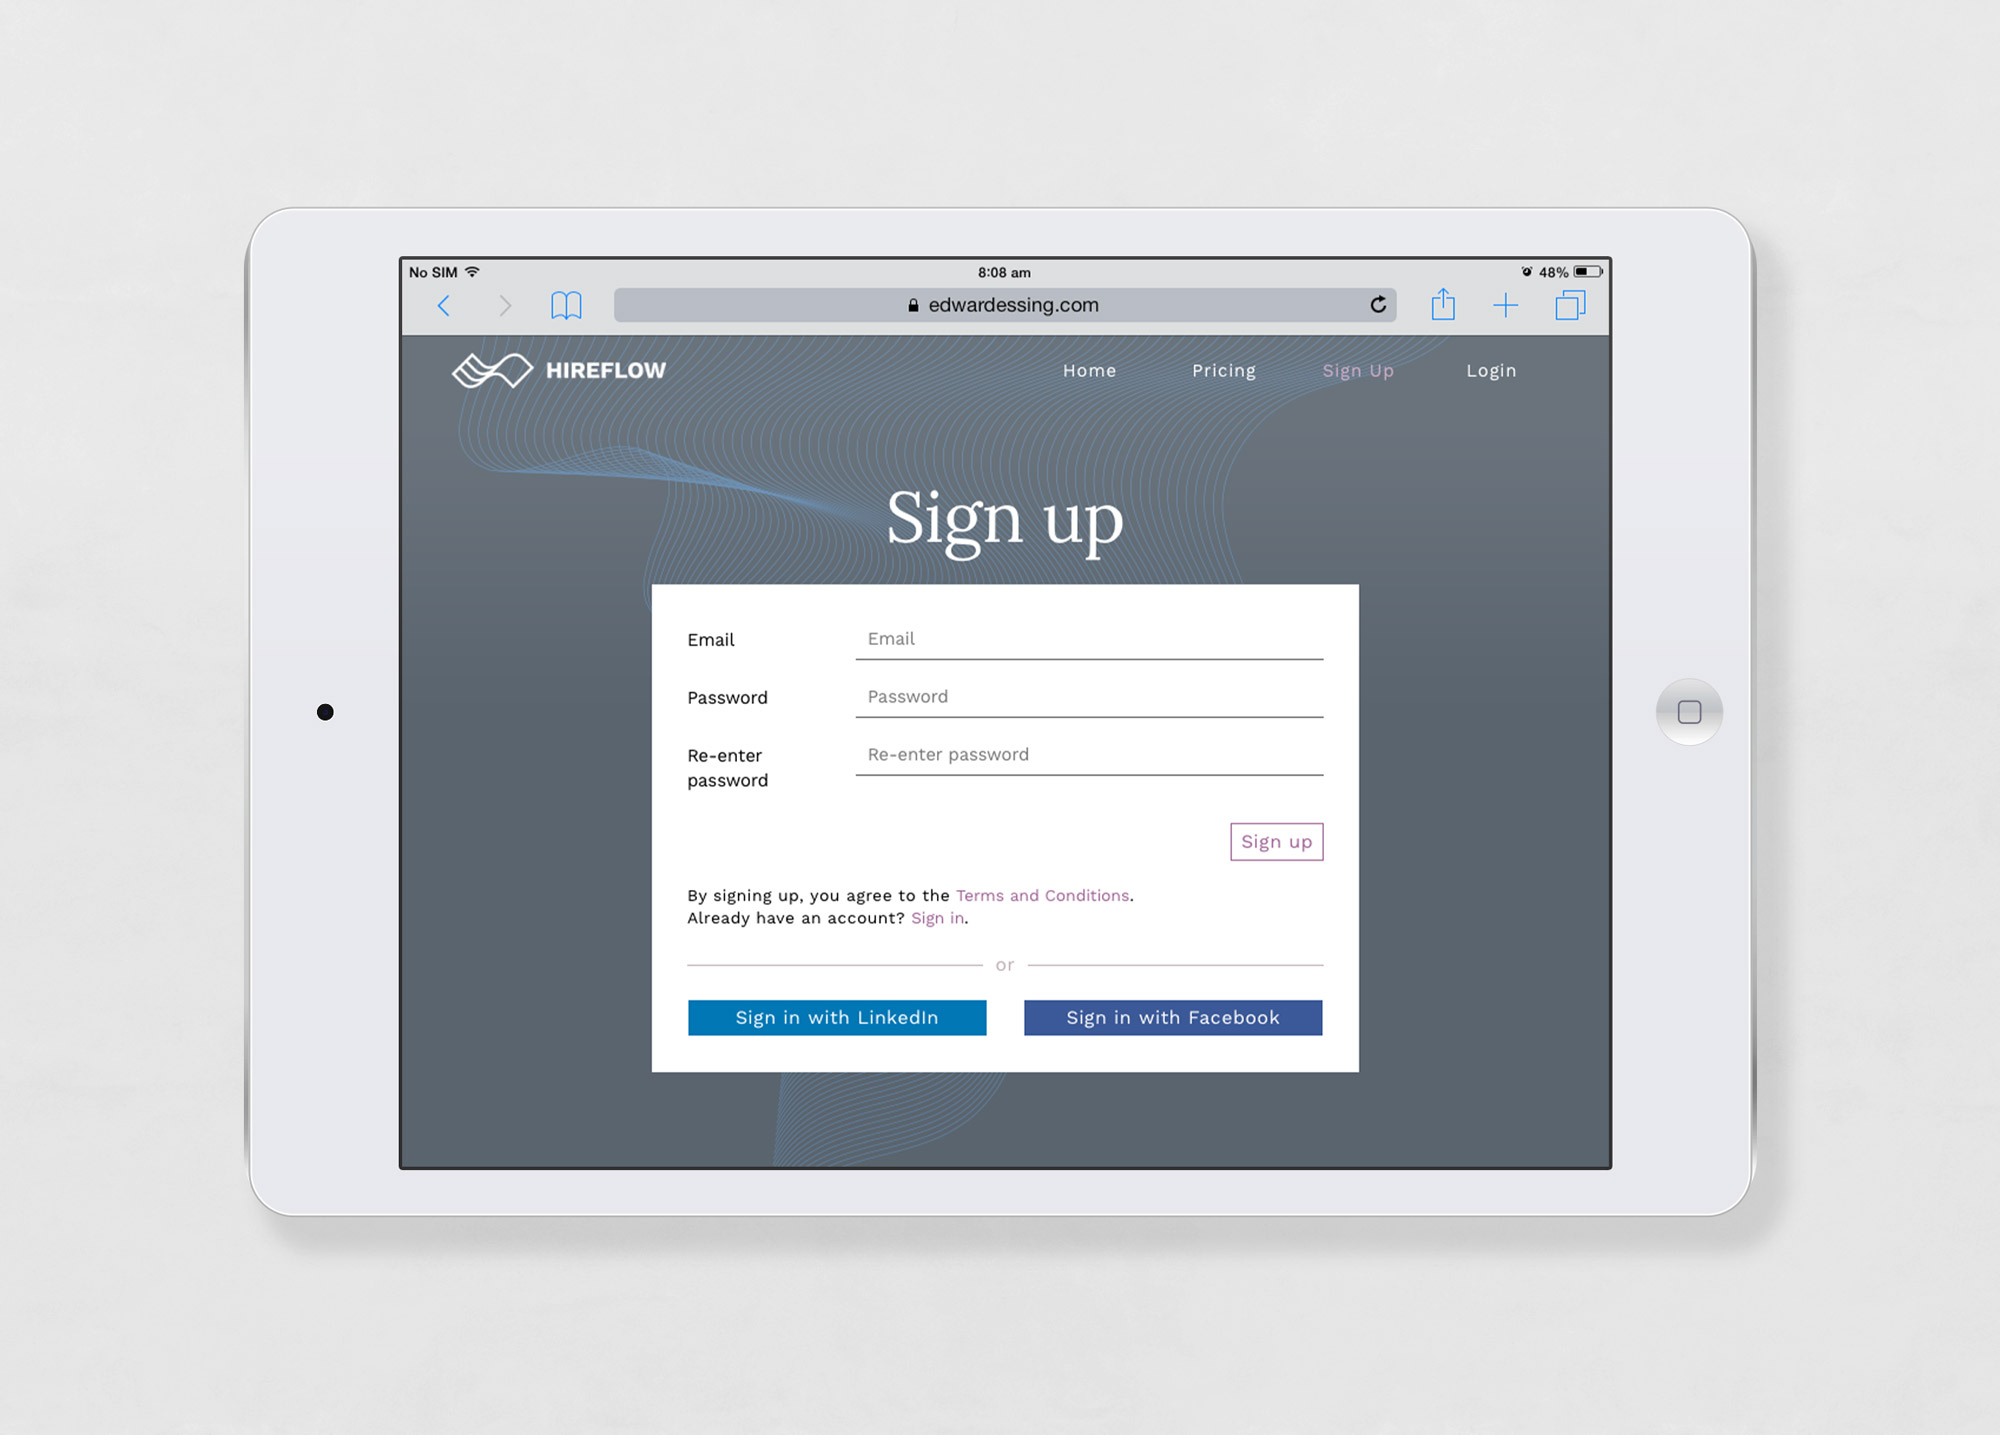 No SIM
8:08 am
48%
edwardessing.com
HIREFLOW
Home Pricing Sign Up Login
Sign up
Email Email
Password Password
Re-enter password Re-enter password
Sign up
By signing up, you agree to the Terms and Conditions.
Already have an account? Sign in.
or
Sign in with LinkedIn Sign in with Facebook